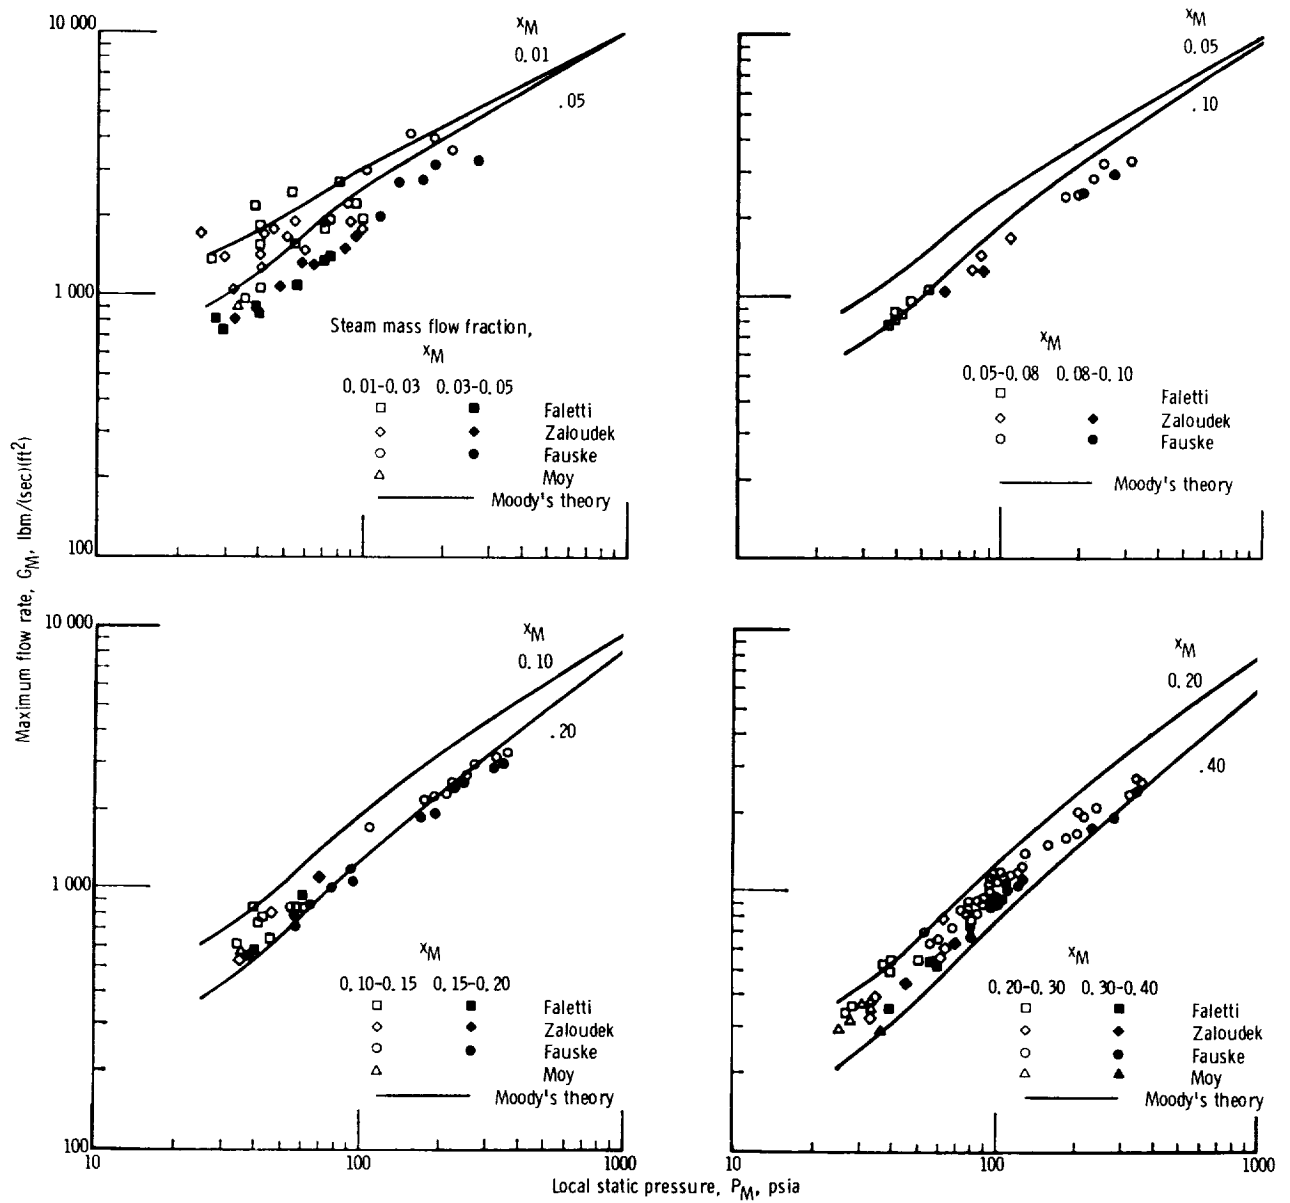 10 000
x_M
0.01
.05
1 000
Steam mass flow fraction,
x_M
0.01-0.03 0.03-0.05
Faletti
Zaloudek
Fauske
Moy
Moody's theory
100
x_M
0.05
.10
x_M
0.05-0.08 0.08-0.10
Faletti
Zaloudek
Fauske
Moody's theory
Maximum flow rate, G_M, lbm/(sec)(ft²)
10 000
x_M
0.10
.20
1 000
x_M
0.10-0.15 0.15-0.20
Faletti
Zaloudek
Fauske
Moy
Moody's theory
100
10 100 1000
x_M
0.20
.40
x_M
0.20-0.30 0.30-0.40
Faletti
Zaloudek
Fauske
Moy
Moody's theory
10 100 1000
Local static pressure, P_M, psia